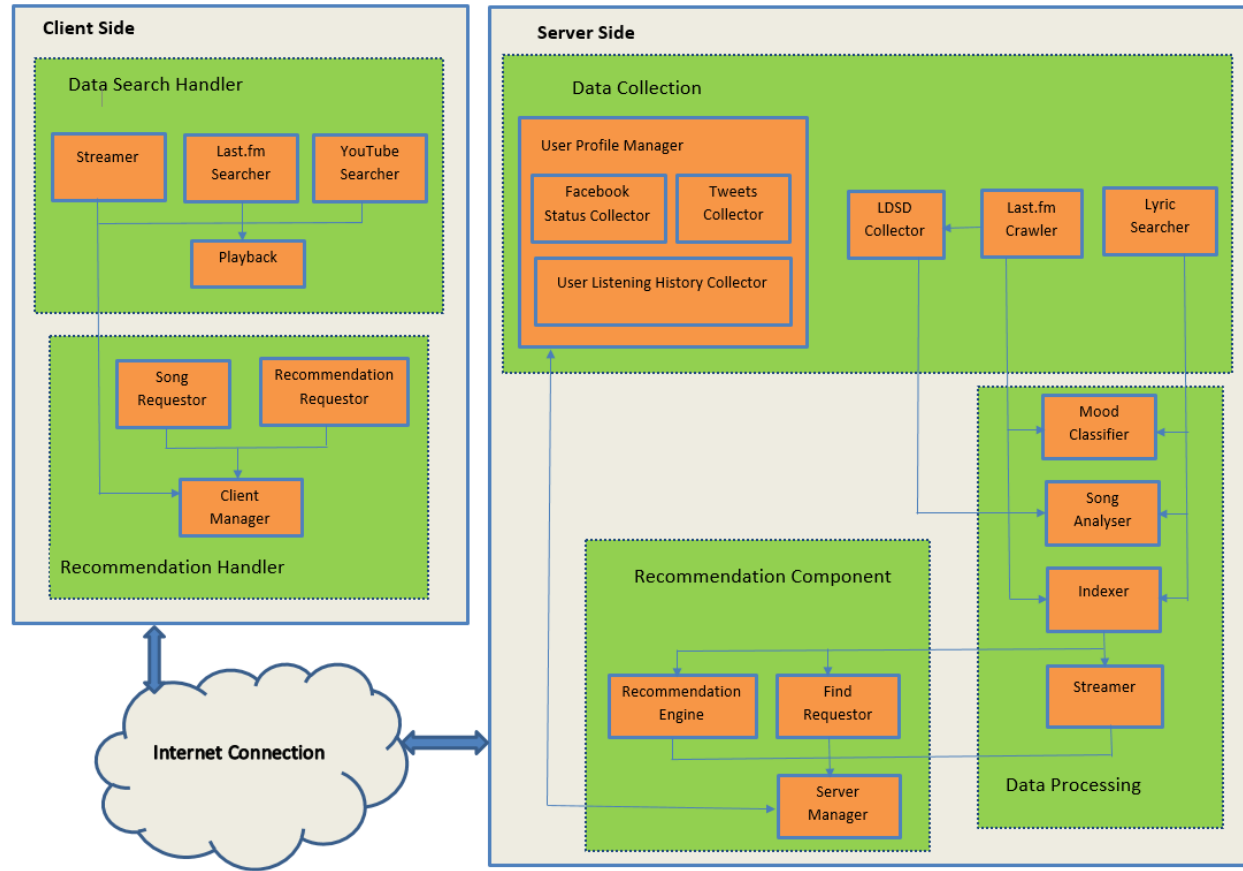 Client Side
Data Search Handler
Streamer
Last.fm
Searcher
YouTube
Searcher
Playback
Song
Requestor
Recommendation
Requestor
Client
Manager
Recommendation Handler
Internet Connection
Server Side
Data Collection
User Profile Manager
Facebook
Status Collector
Tweets
Collector
User Listening History Collector
LDSD
Collector
Last.fm
Crawler
Lyric
Searcher
Mood
Classifier
Song
Analyser
Indexer
Streamer
Data Processing
Recommendation Component
Recommendation
Engine
Find
Requestor
Server
Manager